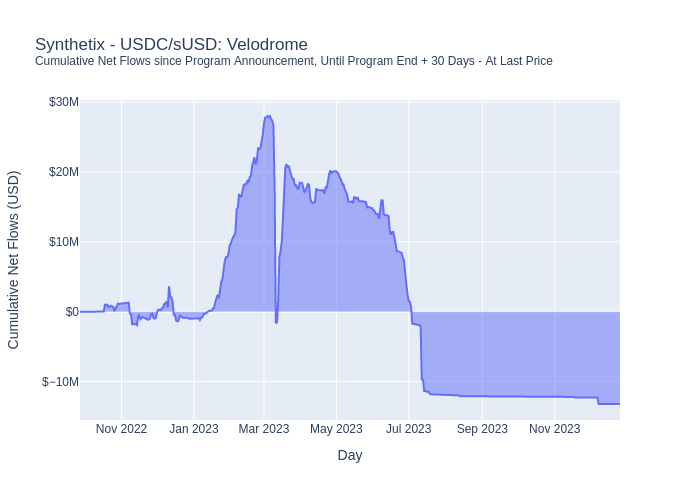 Synthetix - USDC/sUSD: Velodrome
Cumulative Net Flows since Program Announcement, Until Program End + 30 Days - At Last Price
$30M
$20M
$10M
$0
$−10M
Cumulative Net Flows (USD)
Nov 2022 Jan 2023 Mar 2023 May 2023 Jul 2023 Sep 2023 Nov 2023
Day